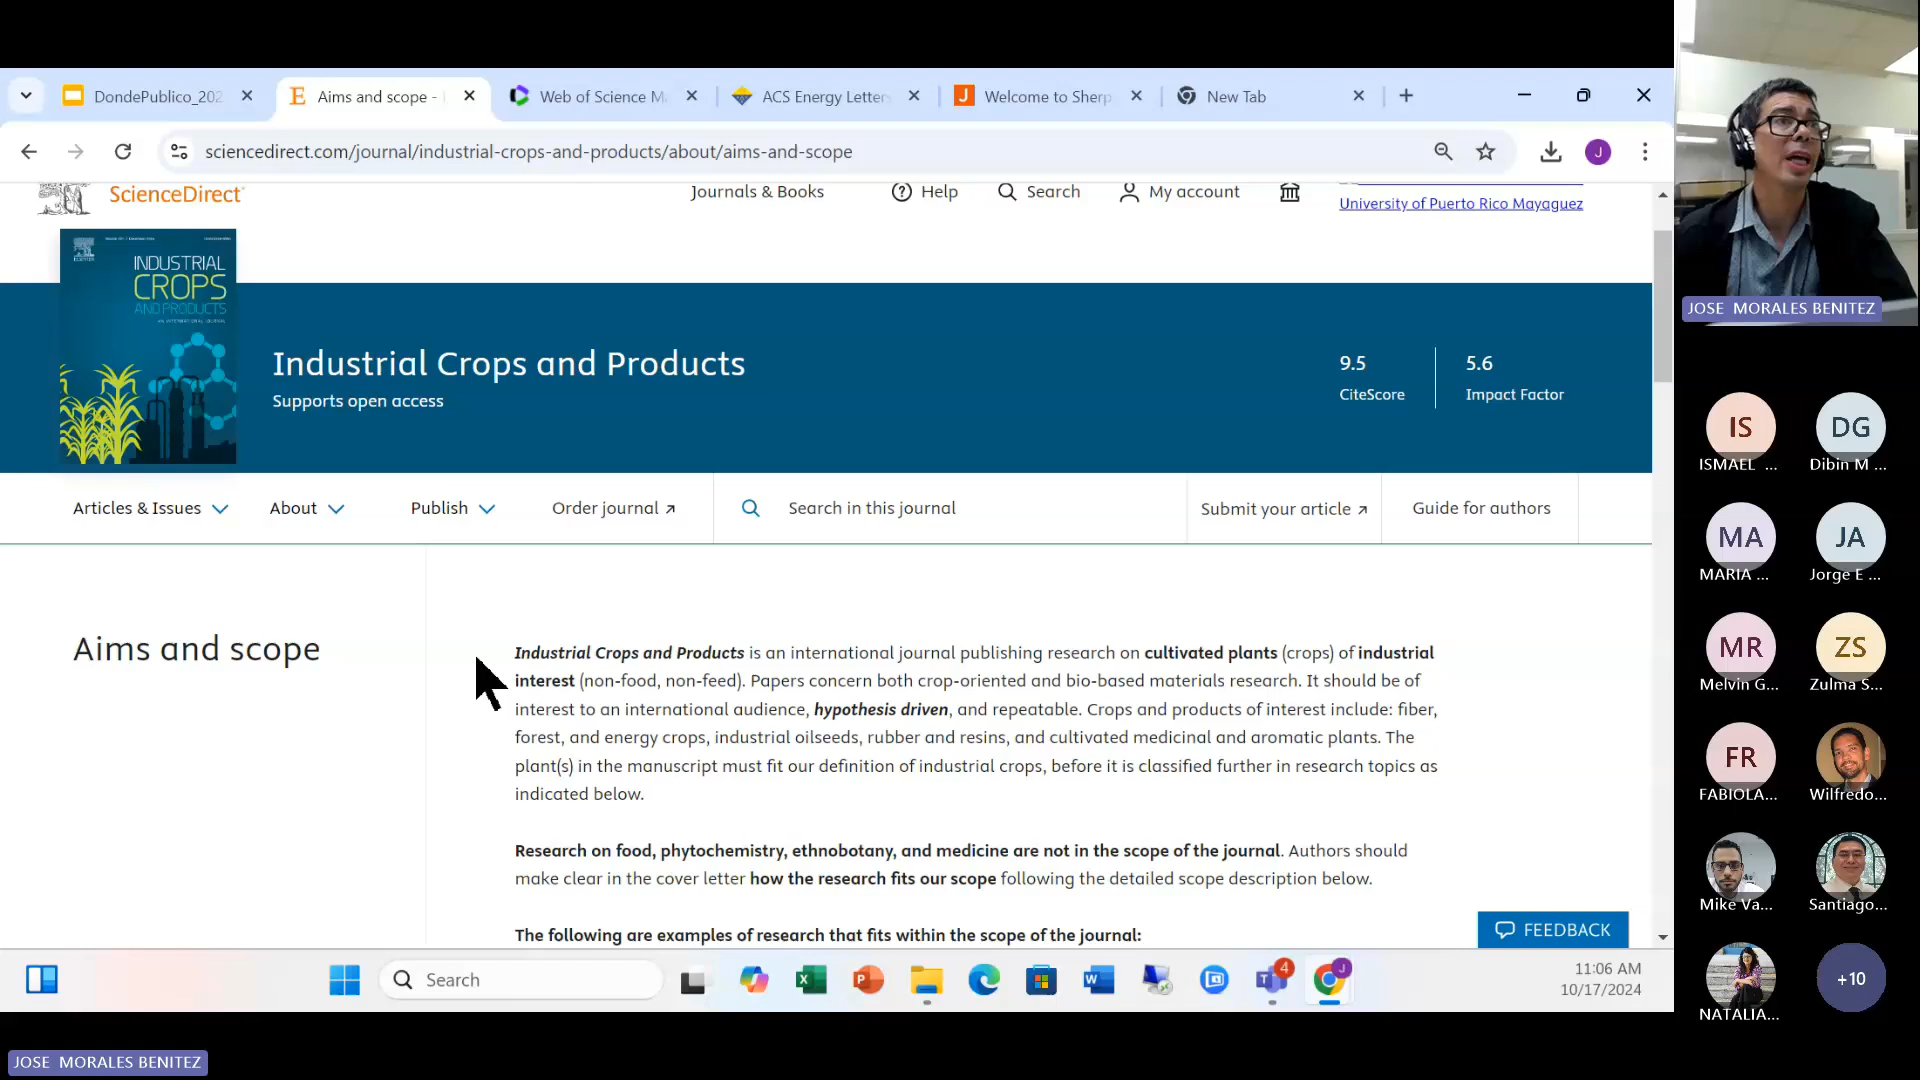 DondePublico_202
Aims and scope -
Web of Science M
ACS Energy Letters
Welcome to Sherp
New Tab
sciencedirect.com/journal/industrial-crops-and-products/about/aims-and-scope
J
ScienceDirect
Journals & Books
Help
Search
My account
University of Puerto Rico Mayaguez
INDUSTRIAL
CROPS
AND PRODUCTS
AN INTERNATIONAL JOURNAL
Industrial Crops and Products
Supports open access
9.5
CiteScore
5.6
Impact Factor
Articles & Issues
About
Publish
Order journal
Search in this journal
Submit your article
Guide for authors
Aims and scope
Industrial Crops and Products is an international journal publishing research on cultivated plants (crops) of industrial
interest (non-food, non-feed). Papers concern both crop-oriented and bio-based materials research. It should be of
interest to an international audience, hypothesis driven, and repeatable. Crops and products of interest include: fiber,
forest, and energy crops, industrial oilseeds, rubber and resins, and cultivated medicinal and aromatic plants. The
plant(s) in the manuscript must fit our definition of industrial crops, before it is classified further in research topics as
indicated below.
Research on food, phytochemistry, ethnobotany, and medicine are not in the scope of the journal. Authors should
make clear in the cover letter how the research fits our scope following the detailed scope description below.
The following are examples of research that fits within the scope of the journal:
FEEDBACK
Search
4
J
11:06 AM
10/17/2024
JOSE MORALES BENITEZ
JOSE MORALES BENITEZ
IS
ISMAEL ...
DG
Dibin M ...
MA
MARIA ...
JA
Jorge E ...
MR
Melvin G...
ZS
Zulma S...
FR
FABIOLA...
Wilfredo...
Mike Va...
Santiago...
NATALIA...
+10